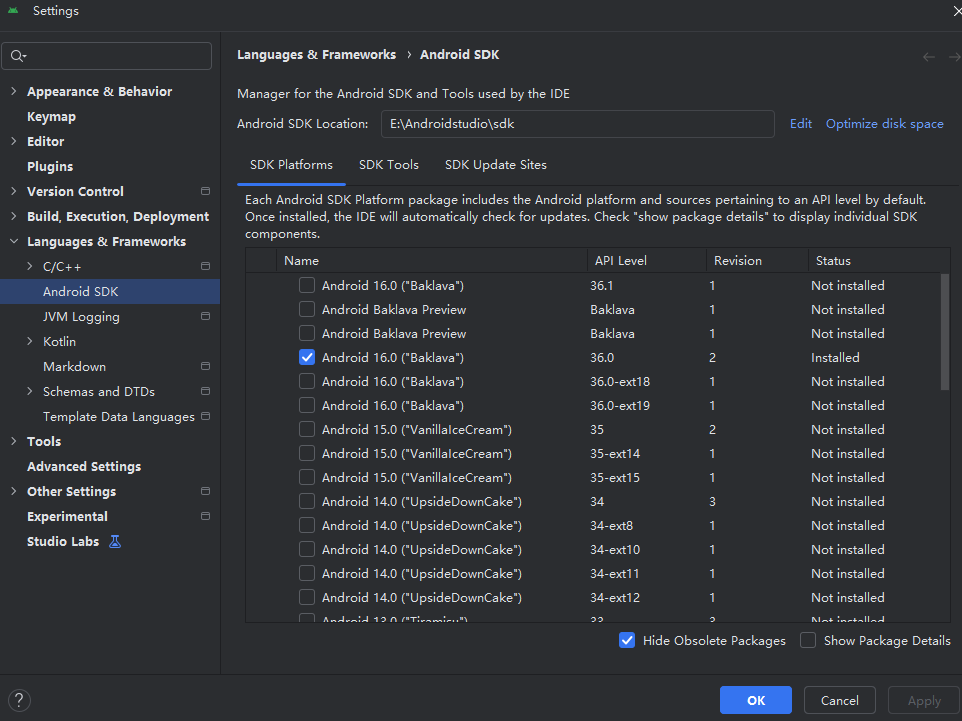 Settings
Languages & Frameworks › Android SDK
Appearance & Behavior
Keymap
Editor
Plugins
Version Control
Build, Execution, Deployment
Languages & Frameworks
C/C++
Android SDK
JVM Logging
Kotlin
Markdown
Schemas and DTDs
Template Data Languages
Tools
Advanced Settings
Other Settings
Experimental
Studio Labs
Manager for the Android SDK and Tools used by the IDE
Android SDK Location: E:\Androidstudio\sdk Edit Optimize disk space
SDK Platforms SDK Tools SDK Update Sites
Each Android SDK Platform package includes the Android platform and sources pertaining to an API level by default.
Once installed, the IDE will automatically check for updates. Check "show package details" to display individual SDK
components.
Name API Level Revision Status
Android 16.0 ("Baklava") 36.1 1 Not installed
Android Baklava Preview Baklava 1 Not installed
Android Baklava Preview Baklava 1 Not installed
Android 16.0 ("Baklava") 36.0 2 Installed
Android 16.0 ("Baklava") 36.0-ext18 1 Not installed
Android 16.0 ("Baklava") 36.0-ext19 1 Not installed
Android 15.0 ("VanillaIceCream") 35 2 Not installed
Android 15.0 ("VanillaIceCream") 35-ext14 1 Not installed
Android 15.0 ("VanillaIceCream") 35-ext15 1 Not installed
Android 14.0 ("UpsideDownCake") 34 3 Not installed
Android 14.0 ("UpsideDownCake") 34-ext8 1 Not installed
Android 14.0 ("UpsideDownCake") 34-ext10 1 Not installed
Android 14.0 ("UpsideDownCake") 34-ext11 1 Not installed
Android 14.0 ("UpsideDownCake") 34-ext12 1 Not installed
Android 13.0 ("Tiramisu") 33 3 Not installed
Hide Obsolete Packages Show Package Details
? OK Cancel Apply